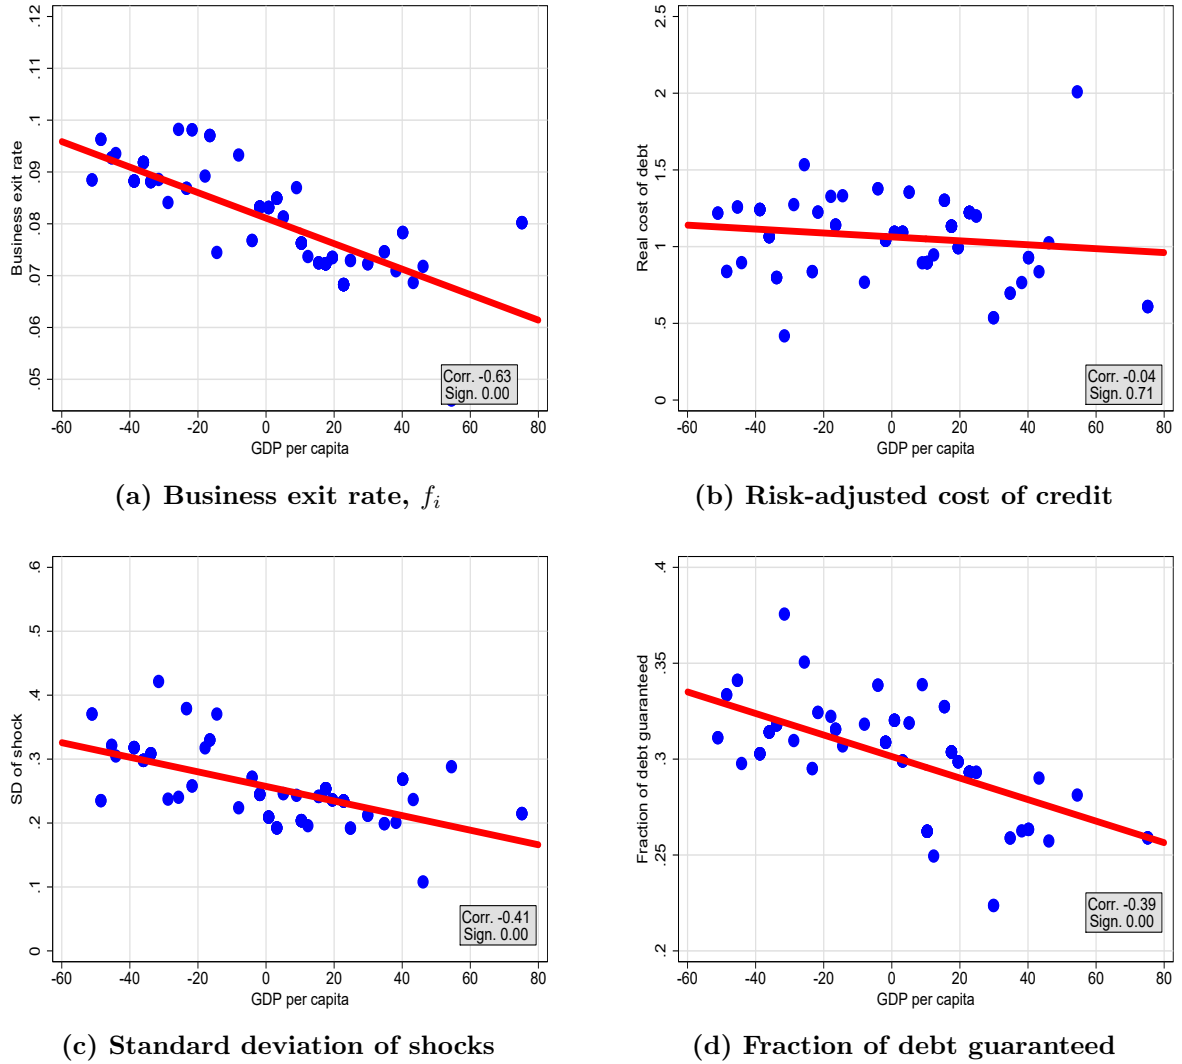 .12
.11
.1
.09
.08
.07
.06
.05
Business exit rate
-60 -40 -20 0 20 40 60 80
GDP per capita
Corr. -0.63
Sign. 0.00
(a) Business exit rate, fᵢ
2.5
2
1.5
1
.5
0
Real cost of debt
-60 -40 -20 0 20 40 60 80
GDP per capita
Corr. -0.04
Sign. 0.71
(b) Risk-adjusted cost of credit
.6
.5
.4
.3
.2
.1
0
SD of shock
-60 -40 -20 0 20 40 60 80
GDP per capita
Corr. -0.41
Sign. 0.00
(c) Standard deviation of shocks
.4
.35
.3
.25
.2
Fraction of debt guaranteed
-60 -40 -20 0 20 40 60 80
GDP per capita
Corr. -0.39
Sign. 0.00
(d) Fraction of debt guaranteed